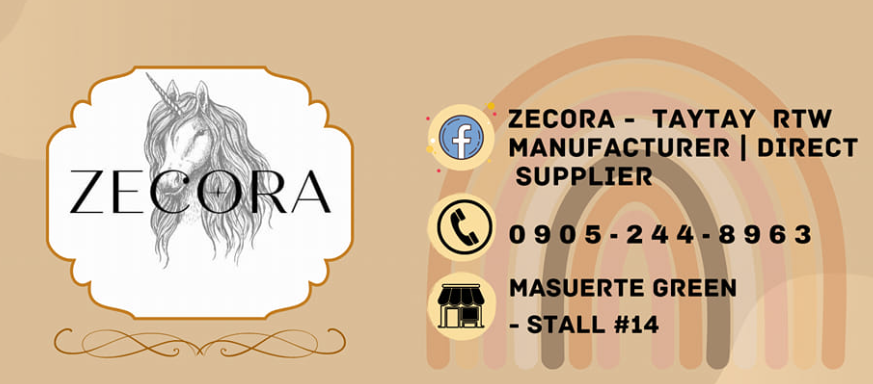 ZECORA
ZECORA - TAYTAY RTW
MANUFACTURER | DIRECT
SUPPLIER
0905-244-8963
MASUERTE GREEN
- STALL #14